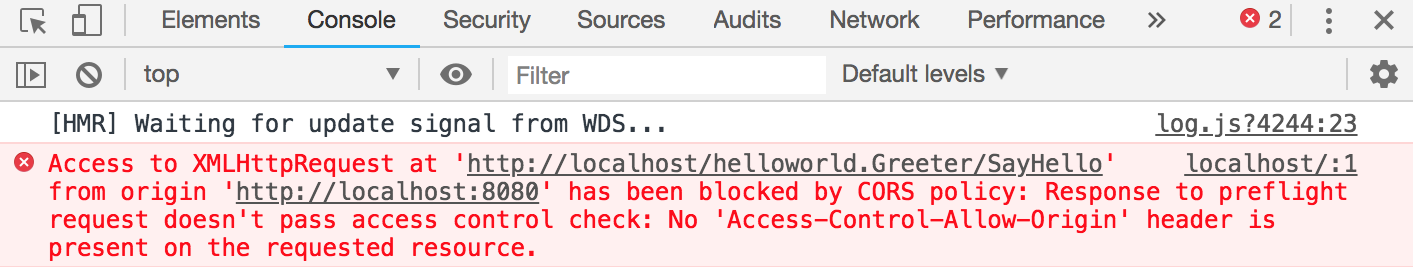 Elements Console Security Sources Audits Network Performance » 2
top Filter Default levels
[HMR] Waiting for update signal from WDS... log.js?4244:23
Access to XMLHttpRequest at 'http://localhost/helloworld.Greeter/SayHello' localhost/:1
from origin 'http://localhost:8080' has been blocked by CORS policy: Response to preflight
request doesn't pass access control check: No 'Access-Control-Allow-Origin' header is
present on the requested resource.